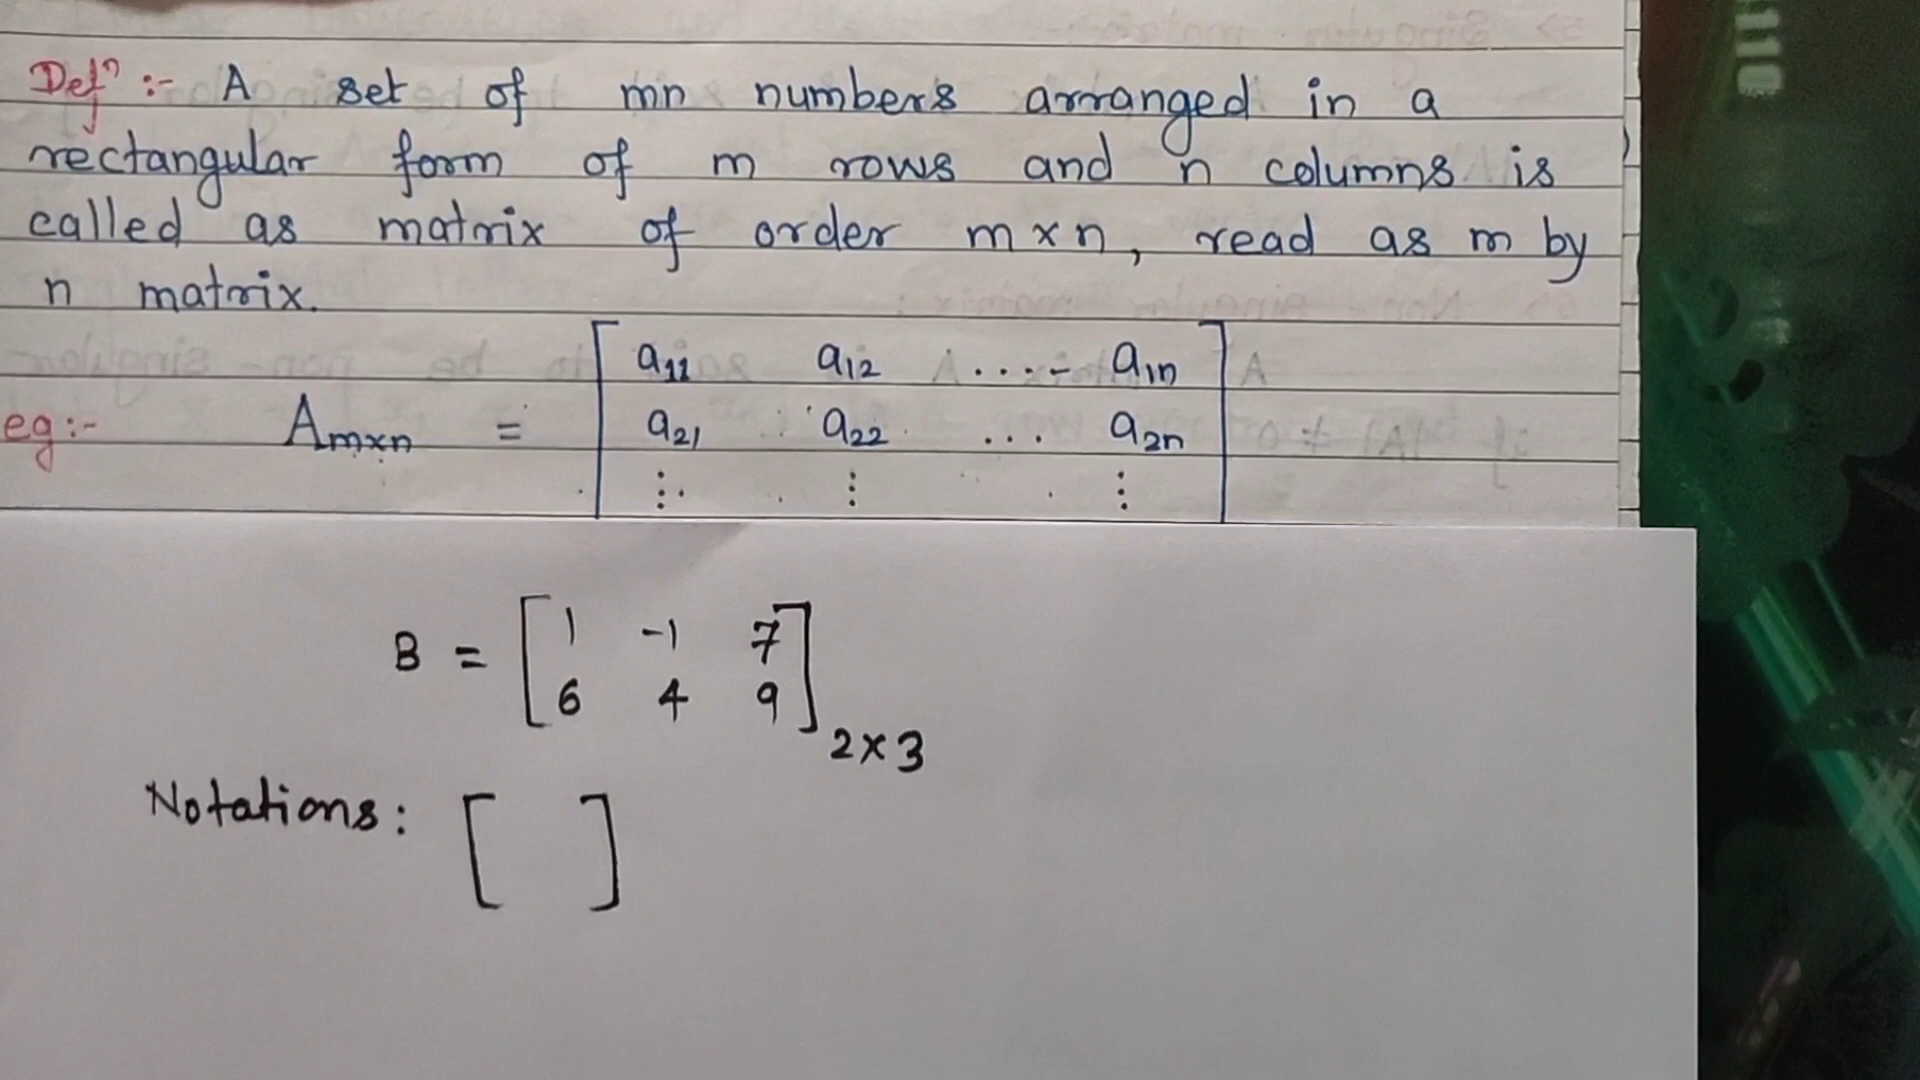 Defn :- A set of mn numbers arranged in a
rectangular form of m rows and n columns is
called as matrix of order m×n, read as m by
n matrix.
eg:- Am×n = [ a11 a12 ..... a1n
a21 a22 ... a2n
⋮ ⋮ ⋮ ]
B = [ 1 -1 7
6 4 9 ] 2×3
Notations: [ ]